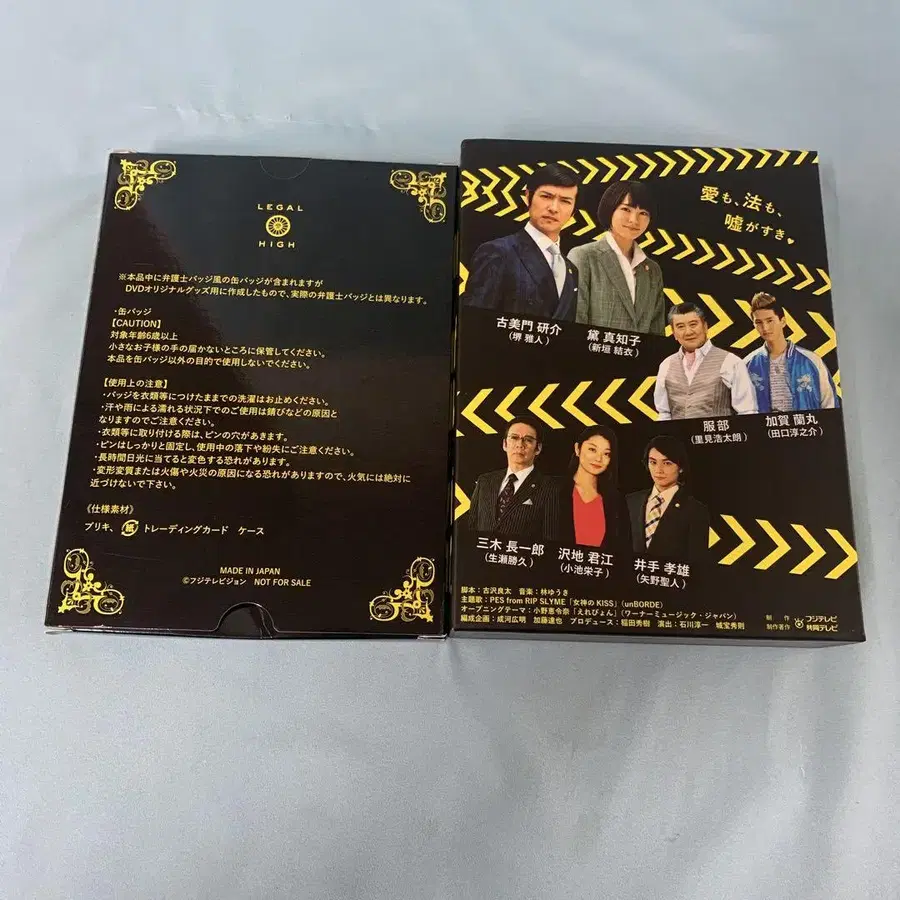 LEGAL
HIGH
※本品中に弁護士バッジ風の缶バッジが含まれますが
DVDオリジナルグッズ用に作成したもので、実際の弁護士バッジとは異なります。
・缶バッジ
【CAUTION】
対象年齢6歳以上
小さなお子様の手の届かないところに保管してください。
本品を缶バッジ以外の目的で使用しないでください。
【使用上の注意】
・バッジを衣類等につけたままでの洗濯はお止めください。
・汗や雨による濡れる状況下でのご使用は錆びなどの原因と
なりますのでご注意ください。
・衣類等に取り付ける際は、ピンの穴があきます。
・ピンはしっかりと固定し、使用中の落下や紛失にご注意ください。
・長時間日光に当てると変色する恐れがあります。
・変形変質または火傷や火災の原因になる恐れがありますので、火気には絶対に
近づけないで下さい。
《仕様素材》
ブリキ、紙 トレーディングカード ケース
MADE IN JAPAN
©フジテレビジョン NOT FOR SALE
愛も、法も、
嘘がすき。
古美門 研介
(堺 雅人)
黛 真知子
(新垣 結衣)
服部
(里見浩太朗)
加賀 蘭丸
(田口淳之介)
三木 長一郎
(生瀬勝久)
沢地 君江
(小池栄子)
井手 孝雄
(矢野聖人)
脚本：古沢良太 音楽：林ゆうき
主題歌：PES from RIP SLYME「女神のKISS」(unBORDE)
オープニングテーマ：小野恵令奈「えれぴょん」(ワーナーミュージック・ジャパン)
編成企画：成河広明 加藤達也 プロデュース：稲田秀樹 演出：石川淳一 城宝秀則
制作 フジテレビ
制作著作 共同テレビ